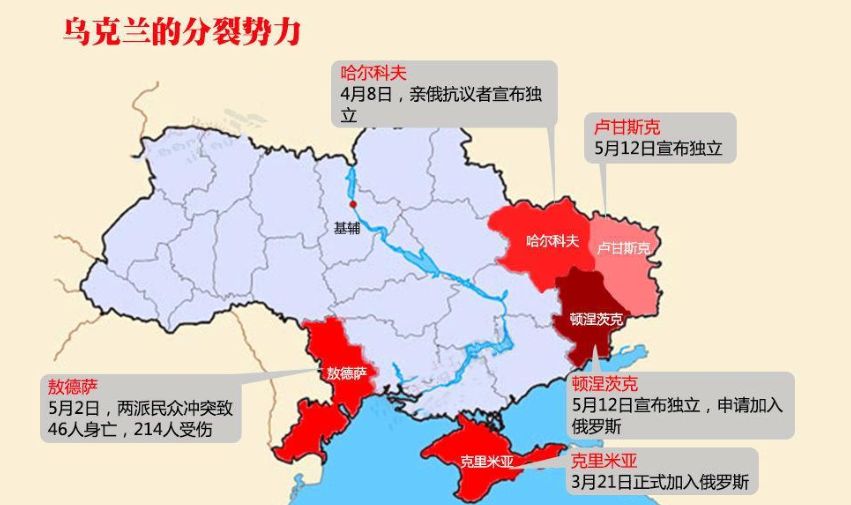 乌克兰的分裂势力
哈尔科夫
4月8日，亲俄抗议者宣布独
立
卢甘斯克
5月12日宣布独立
基辅
哈尔科夫
卢甘斯克
顿涅茨克
敖德萨
敖德萨
5月2日，两派民众冲突致
46人身亡，214人受伤
顿涅茨克
5月12日宣布独立，申请加入
俄罗斯
克里米亚
克里米亚
3月21日正式加入俄罗斯